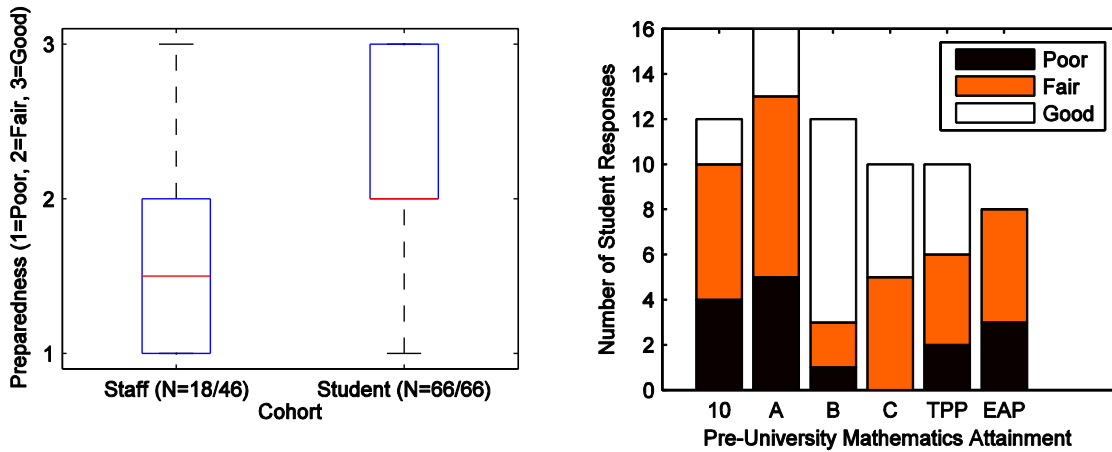 Preparedness (1=Poor, 2=Fair, 3=Good)
3
2
1
Staff (N=18/46)
Student (N=66/66)
Cohort
Number of Student Responses
16
14
12
10
8
6
4
2
0
Poor
Fair
Good
10
A
B
C
TPP
EAP
Pre-University Mathematics Attainment